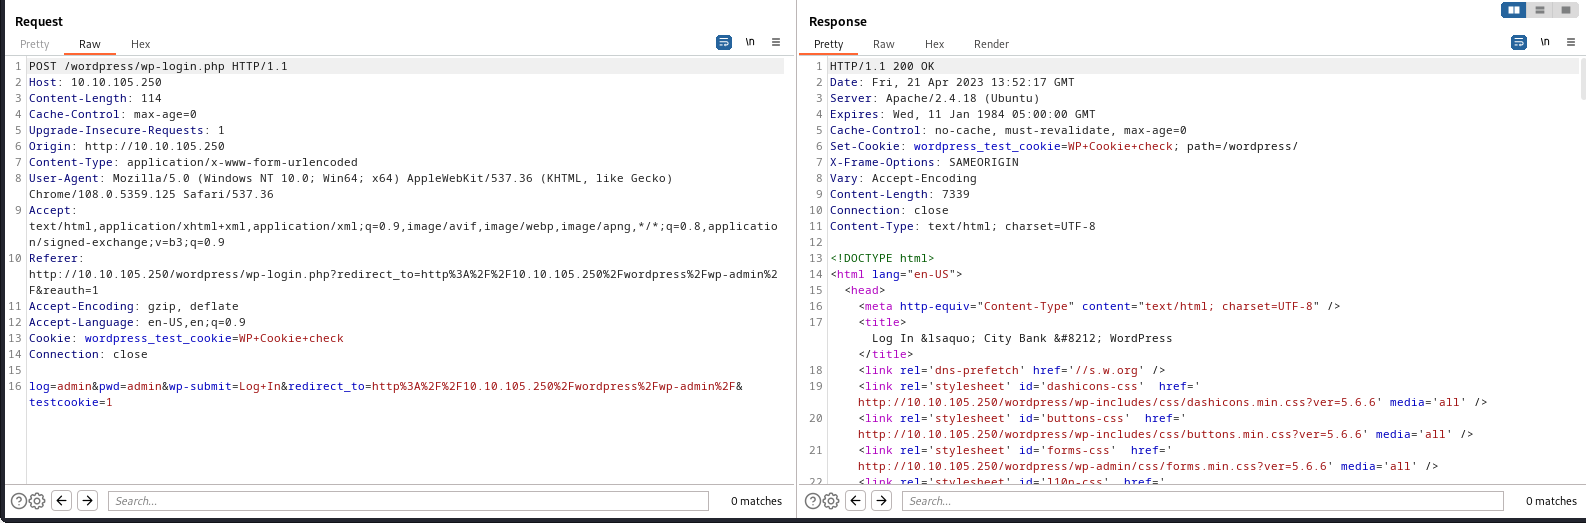 Request
Pretty Raw Hex
\n
1 POST /wordpress/wp-login.php HTTP/1.1
2 Host: 10.10.105.250
3 Content-Length: 114
4 Cache-Control: max-age=0
5 Upgrade-Insecure-Requests: 1
6 Origin: http://10.10.105.250
7 Content-Type: application/x-www-form-urlencoded
8 User-Agent: Mozilla/5.0 (Windows NT 10.0; Win64; x64) AppleWebKit/537.36 (KHTML, like Gecko)
Chrome/108.0.5359.125 Safari/537.36
9 Accept:
text/html,application/xhtml+xml,application/xml;q=0.9,image/avif,image/webp,image/apng,*/*;q=0.8,applicatio
n/signed-exchange;v=b3;q=0.9
10 Referer:
http://10.10.105.250/wordpress/wp-login.php?redirect_to=http%3A%2F%2F10.10.105.250%2Fwordpress%2Fwp-admin%2
F&reauth=1
11 Accept-Encoding: gzip, deflate
12 Accept-Language: en-US,en;q=0.9
13 Cookie: wordpress_test_cookie=WP+Cookie+check
14 Connection: close
15
16 log=admin&pwd=admin&wp-submit=Log+In&redirect_to=http%3A%2F%2F10.10.105.250%2Fwordpress%2Fwp-admin%2F&
testcookie=1
Search...
0 matches
Response
Pretty Raw Hex Render
\n
1 HTTP/1.1 200 OK
2 Date: Fri, 21 Apr 2023 13:52:17 GMT
3 Server: Apache/2.4.18 (Ubuntu)
4 Expires: Wed, 11 Jan 1984 05:00:00 GMT
5 Cache-Control: no-cache, must-revalidate, max-age=0
6 Set-Cookie: wordpress_test_cookie=WP+Cookie+check; path=/wordpress/
7 X-Frame-Options: SAMEORIGIN
8 Vary: Accept-Encoding
9 Content-Length: 7339
10 Connection: close
11 Content-Type: text/html; charset=UTF-8
12
13 <!DOCTYPE html>
14 <html lang="en-US">
15 <head>
16 <meta http-equiv="Content-Type" content="text/html; charset=UTF-8" />
17 <title>
Log In &lsaquo; City Bank &#8212; WordPress
</title>
18 <link rel='dns-prefetch' href='//s.w.org' />
19 <link rel='stylesheet' id='dashicons-css'  href='
http://10.10.105.250/wordpress/wp-includes/css/dashicons.min.css?ver=5.6.6' media='all' />
20 <link rel='stylesheet' id='buttons-css'  href='
http://10.10.105.250/wordpress/wp-includes/css/buttons.min.css?ver=5.6.6' media='all' />
21 <link rel='stylesheet' id='forms-css'  href='
http://10.10.105.250/wordpress/wp-admin/css/forms.min.css?ver=5.6.6' media='all' />
22 <link rel='stylesheet' id='l10n-css'  href='
Search...
0 matches